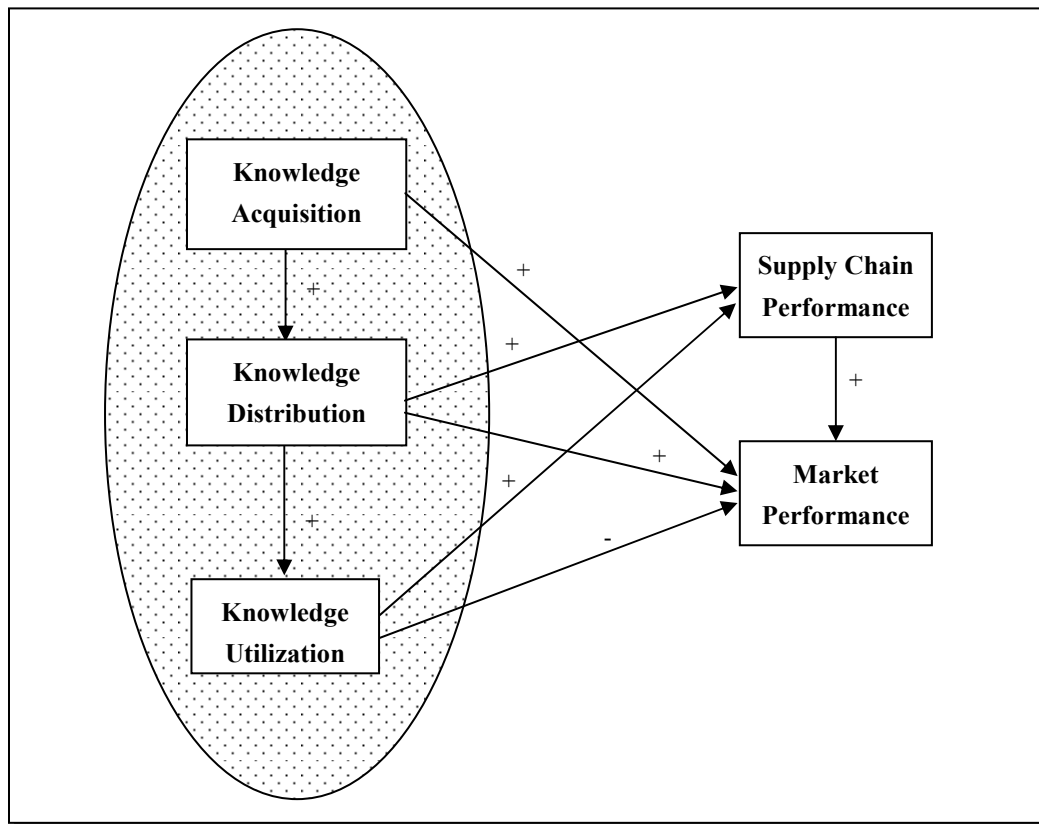 Knowledge
Acquisition
+
+
Supply Chain
Performance
+
Knowledge
Distribution
+
+
+
Market
Performance
+
-
Knowledge
Utilization